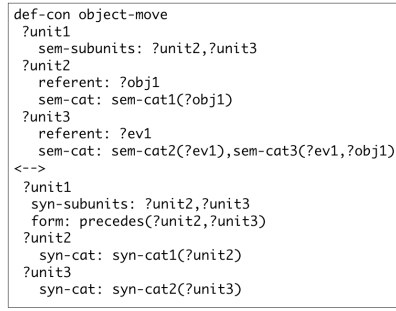 def-con object-move
?unit1
sem-subunits: ?unit2,?unit3
?unit2
referent: ?obj1
sem-cat: sem-cat1(?obj1)
?unit3
referent: ?ev1
sem-cat: sem-cat2(?ev1),sem-cat3(?ev1,?obj1)
<-->
?unit1
syn-subunits: ?unit2,?unit3
form: precedes(?unit2,?unit3)
?unit2
syn-cat: syn-cat1(?unit2)
?unit3
syn-cat: syn-cat2(?unit3)